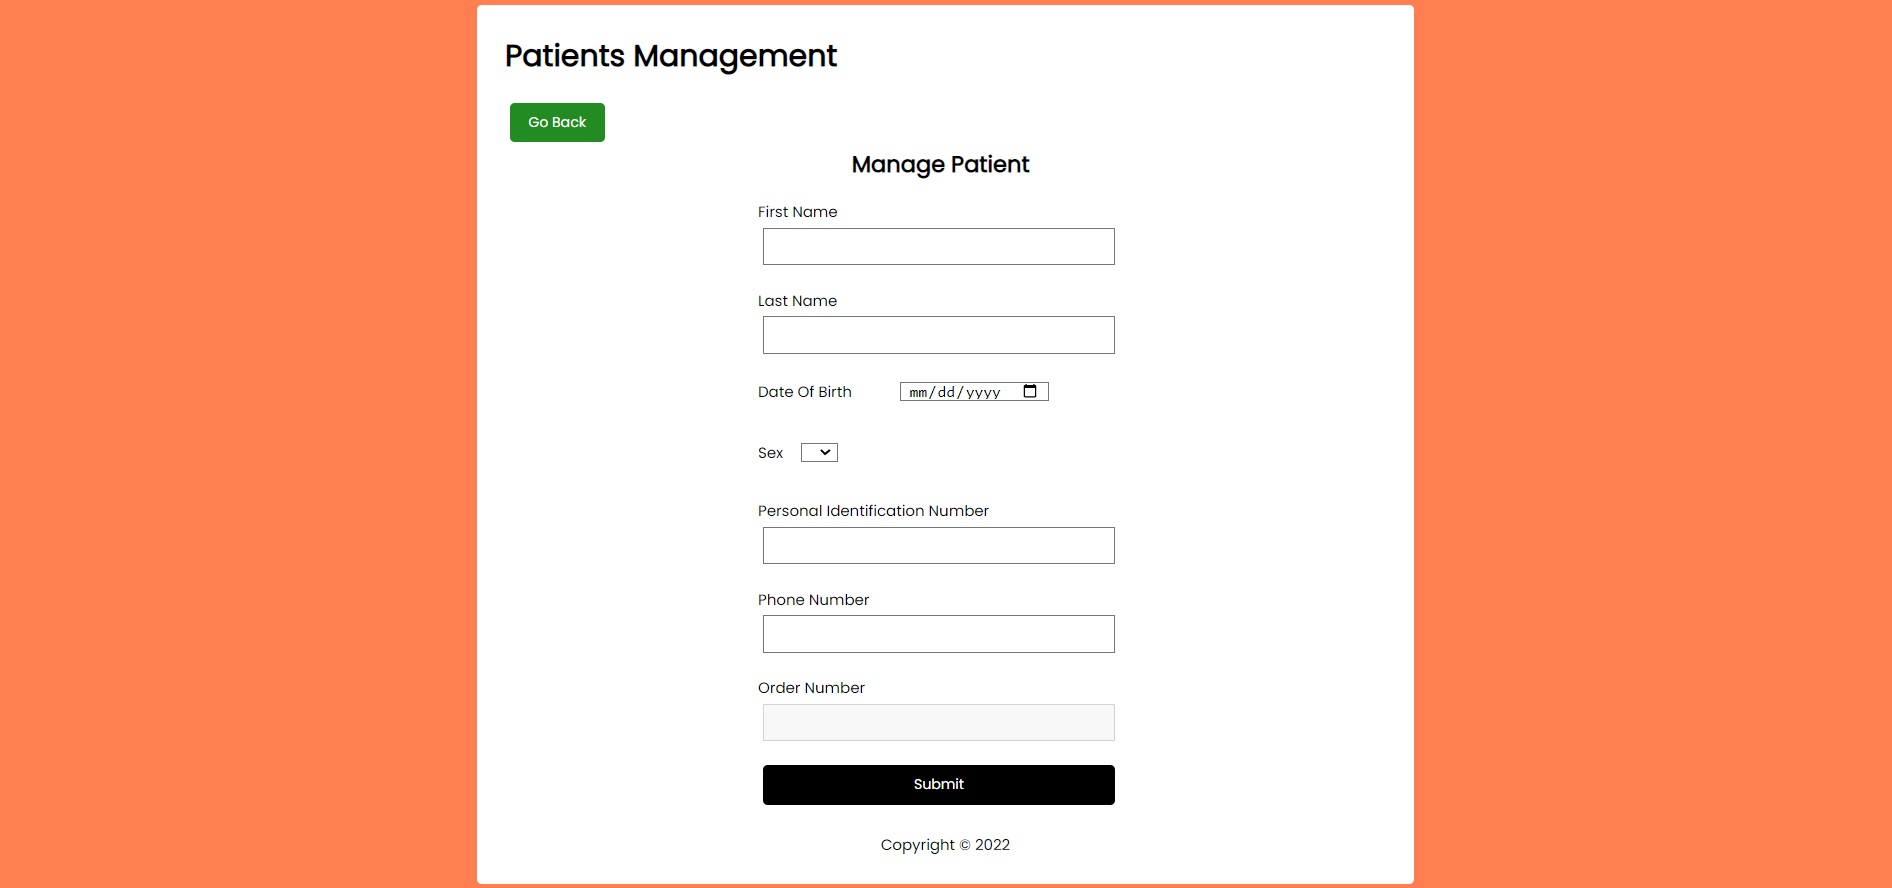 Patients Management
Go Back
Manage Patient
First Name
Last Name
Date Of Birth mm/dd/yyyy
Sex
Personal Identification Number
Phone Number
Order Number
Submit
Copyright © 2022